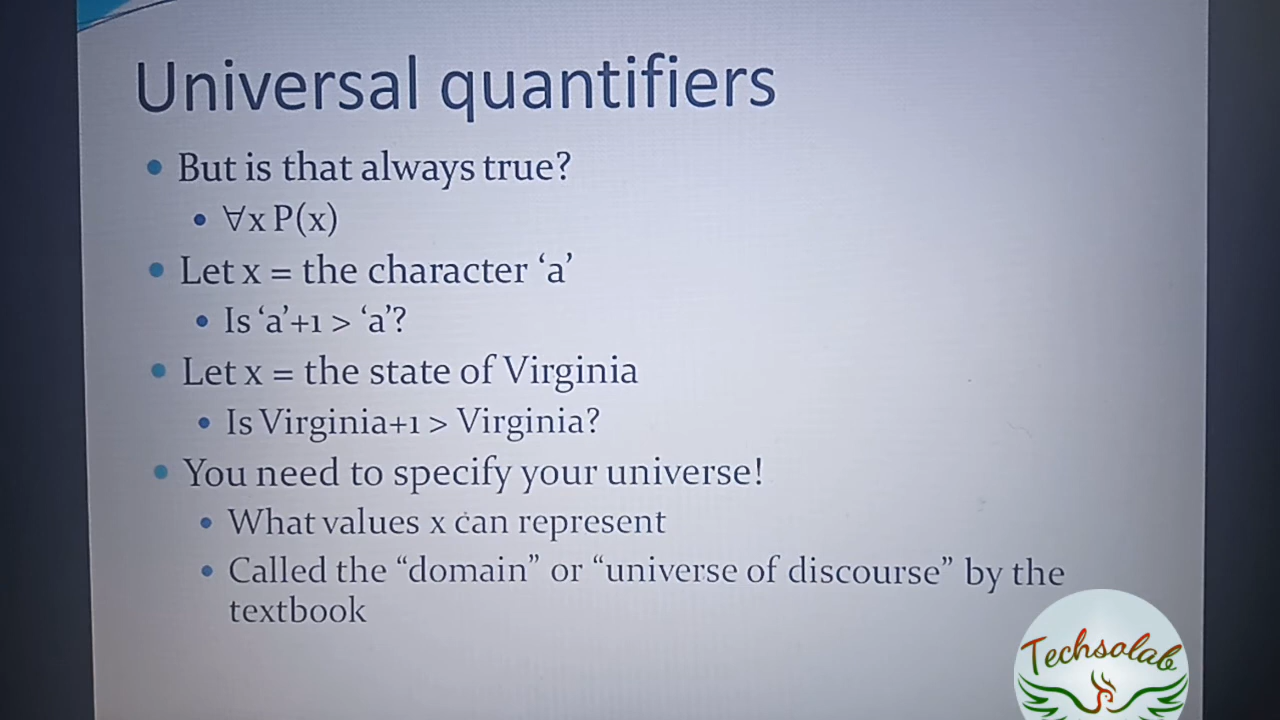 Universal quantifiers
• But is that always true?
• ∀x P(x)
• Let x = the character ‘a’
• Is ‘a’+1 > ‘a’?
• Let x = the state of Virginia
• Is Virginia+1 > Virginia?
• You need to specify your universe!
• What values x can represent
• Called the “domain” or “universe of discourse” by the
textbook
Techsolab